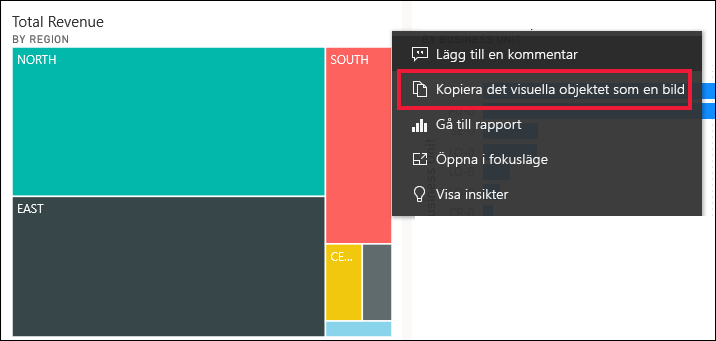 Total Revenue
BY REGION
NORTH
SOUTH
EAST
CE...
Lägg till en kommentar
Kopiera det visuella objektet som en bild
Gå till rapport
Öppna i fokusläge
Visa insikter